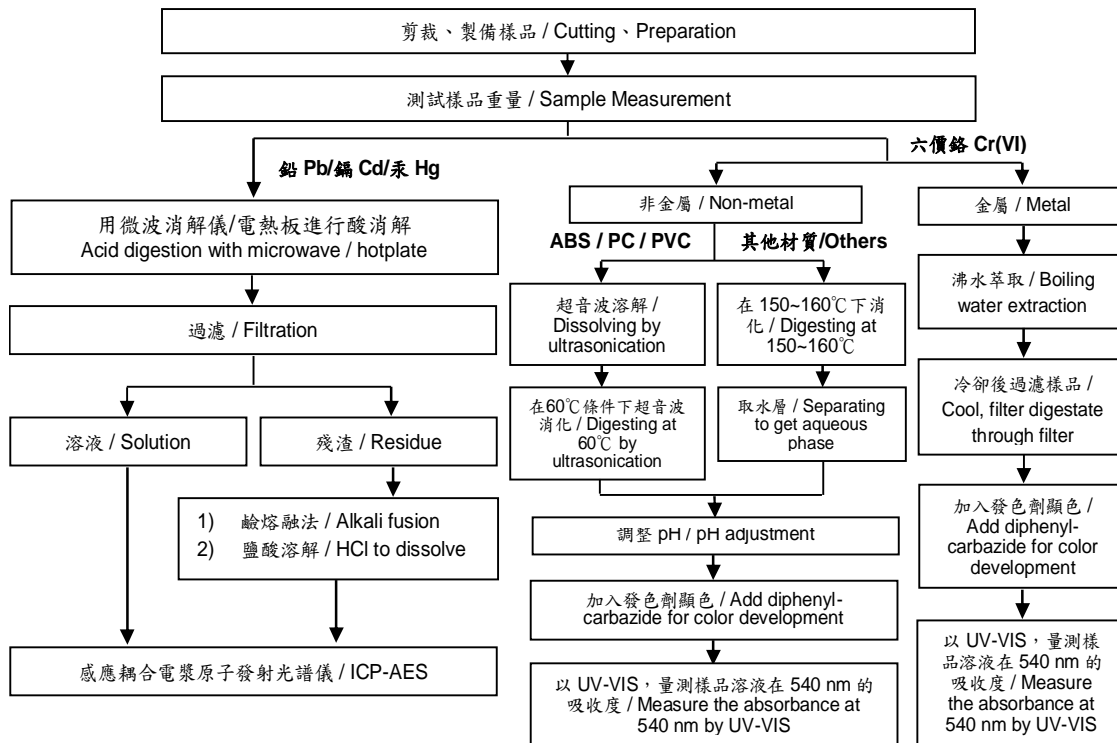 剪裁、製備樣品 / Cutting、Preparation
測試樣品重量 / Sample Measurement
鉛 Pb/鎘 Cd/汞 Hg
六價鉻 Cr(VI)
用微波消解儀/電熱板進行酸消解
Acid digestion with microwave / hotplate
過濾 / Filtration
溶液 / Solution
殘渣 / Residue
1) 鹼熔融法 / Alkali fusion
2) 鹽酸溶解 / HCl to dissolve
感應耦合電漿原子發射光譜儀 / ICP-AES
非金屬 / Non-metal
ABS / PC / PVC
其他材質/Others
超音波溶解 /
Dissolving by
ultrasonication
在60℃條件下超音波
消化 / Digesting at
60℃ by
ultrasonication
在 150~160℃下消
化 / Digesting at
150~160℃
取水層 / Separating
to get aqueous
phase
調整 pH / pH adjustment
加入發色劑顯色 / Add diphenyl-
carbazide for color development
以 UV-VIS，量測樣品溶液在 540 nm 的
吸收度 / Measure the absorbance at
540 nm by UV-VIS
金屬 / Metal
沸水萃取 / Boiling
water extraction
冷卻後過濾樣品 /
Cool, filter digestate
through filter
加入發色劑顯色 /
Add diphenyl-
carbazide for color
development
以 UV-VIS，量測樣
品溶液在 540 nm 的
吸收度 / Measure
the absorbance at
540 nm by UV-VIS